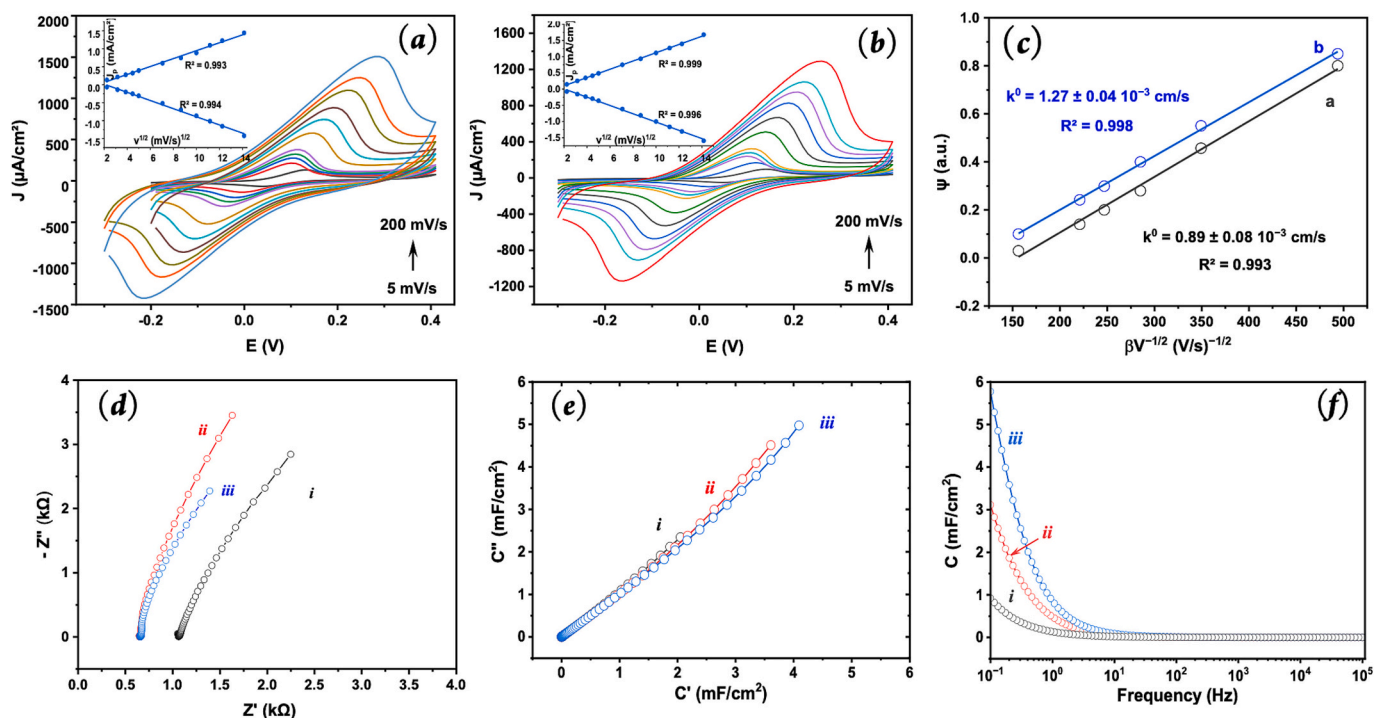 (a)
J (µA/cm²)
2000
1500
1000
500
0
-500
-1000
-1500
-0.2
0.0
0.2
0.4
E (V)
200 mV/s
5 mV/s
J_p (mA/cm²)
1.5
1.0
0.5
0.0
-0.5
-1.0
-1.5
R² = 0.993
R² = 0.994
v^1/2 (mV/s)^1/2
2 4 6 8 10 12 14
(b)
J (µA/cm²)
1600
1200
800
400
0
-400
-800
-1200
-0.2
0.0
0.2
0.4
E (V)
200 mV/s
5 mV/s
J_p (mA/cm²)
2.0
1.5
1.0
0.5
0.0
-0.5
-1.0
-1.5
R² = 0.999
R² = 0.996
v^1/2 (mV/s)^1/2
2 4 6 8 10 12 14
(c)
Ψ (a.u.)
1.0
0.8
0.6
0.4
0.2
0.0
-0.2
b
a
k⁰ = 1.27 ± 0.04 10⁻³ cm/s
R² = 0.998
k⁰ = 0.89 ± 0.08 10⁻³ cm/s
R² = 0.993
150 200 250 300 350 400 450 500
βV^-1/2 (V/s)^-1/2
(d)
- Z'' (kΩ)
4
3
2
1
0
ii
iii
i
0.0 0.5 1.0 1.5 2.0 2.5 3.0 3.5 4.0
Z' (kΩ)
(e)
C'' (mF/cm²)
6
5
4
3
2
1
0
iii
ii
i
0 1 2 3 4 5 6
C' (mF/cm²)
(f)
C (mF/cm²)
6
5
4
3
2
1
0
iii
ii
i
10⁻¹ 10⁰ 10¹ 10² 10³ 10⁴ 10⁵
Frequency (Hz)